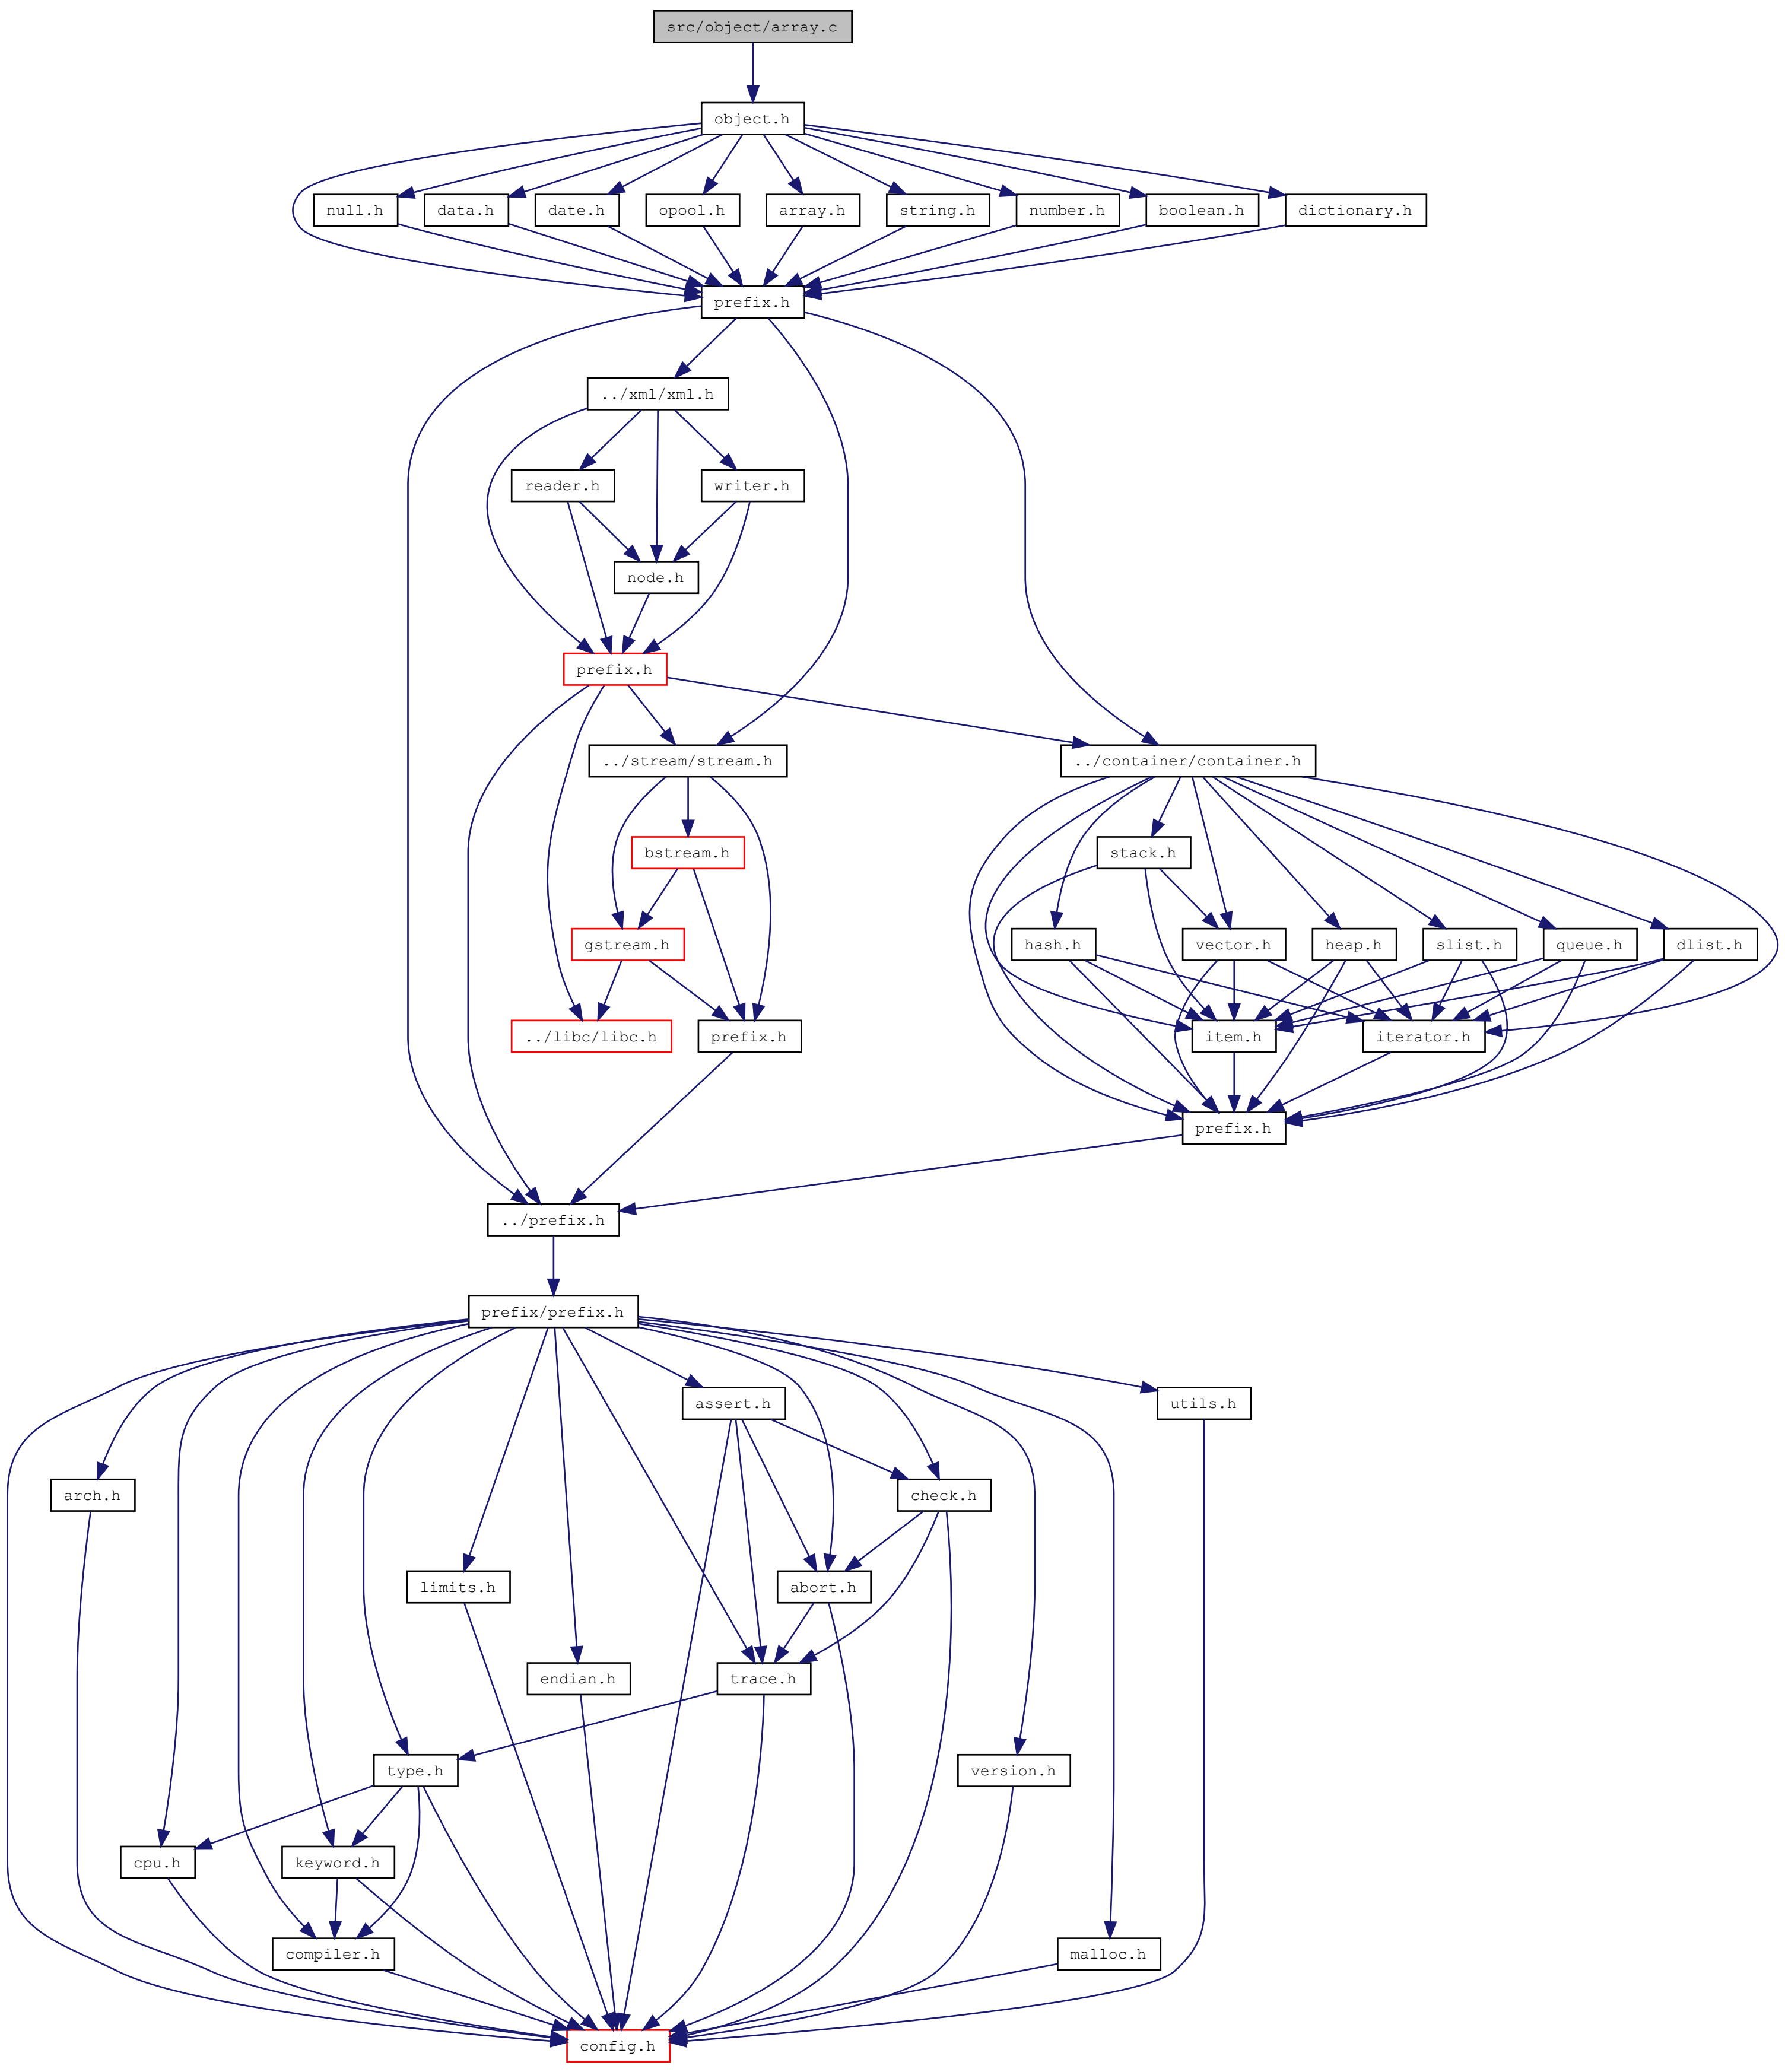 src/object/array.c
object.h
null.h
data.h
date.h
opool.h
array.h
string.h
number.h
boolean.h
dictionary.h
prefix.h
../xml/xml.h
reader.h
writer.h
node.h
prefix.h
../stream/stream.h
../container/container.h
bstream.h
stack.h
gstream.h
hash.h
vector.h
heap.h
slist.h
queue.h
dlist.h
../libc/libc.h
prefix.h
item.h
iterator.h
prefix.h
../prefix.h
prefix/prefix.h
assert.h
utils.h
arch.h
check.h
limits.h
abort.h
endian.h
trace.h
type.h
version.h
cpu.h
keyword.h
compiler.h
malloc.h
config.h